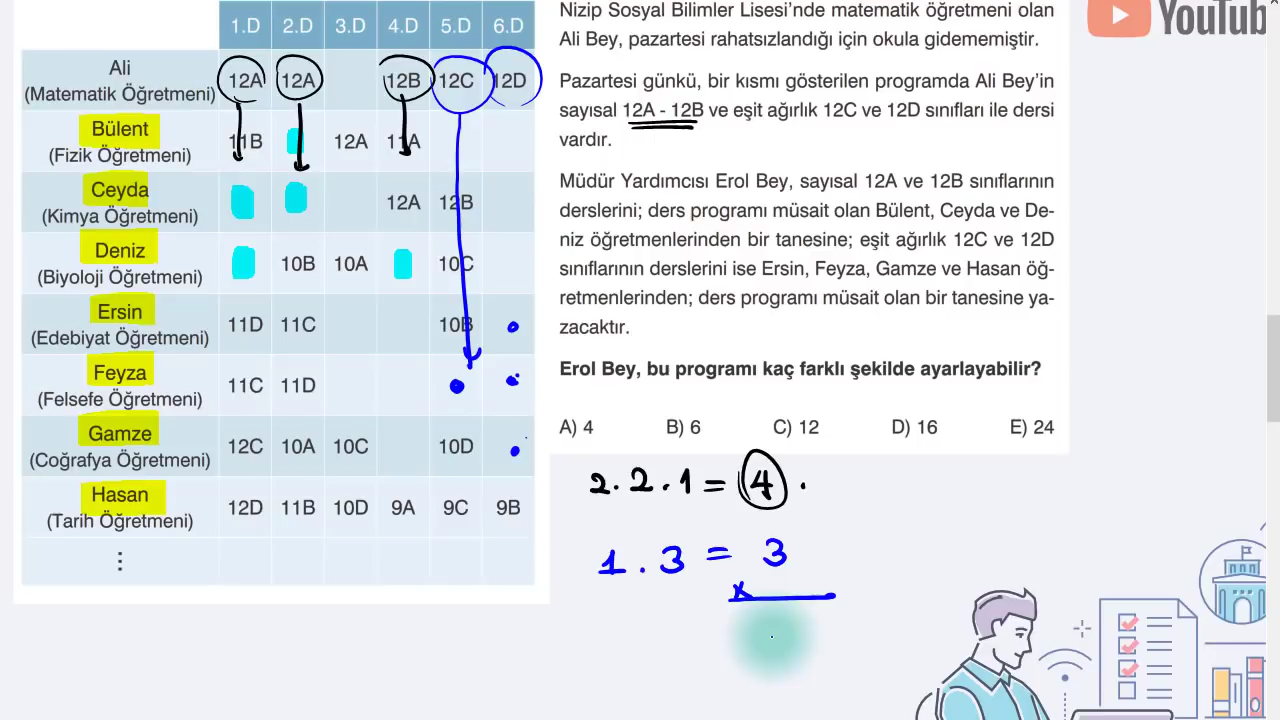 1.D 2.D 3.D 4.D 5.D 6.D
Ali
(Matematik Öğretmeni) 12A 12A 12B 12C 12D
Bülent
(Fizik Öğretmeni) 11B 12A 11A
Ceyda
(Kimya Öğretmeni) 12A 12B
Deniz
(Biyoloji Öğretmeni) 10B 10A 10C
Ersin
(Edebiyat Öğretmeni) 11D 11C 10B
Feyza
(Felsefe Öğretmeni) 11C 11D
Gamze
(Coğrafya Öğretmeni) 12C 10A 10C 10D
Hasan
(Tarih Öğretmeni) 12D 11B 10D 9A 9C 9B
Nizip Sosyal Bilimler Lisesi'nde matematik öğretmeni olan
Ali Bey, pazartesi rahatsızlandığı için okula gidememiştir.
Pazartesi günkü, bir kısmı gösterilen programda Ali Bey'in
sayısal 12A - 12B ve eşit ağırlık 12C ve 12D sınıfları ile dersi
vardır.
Müdür Yardımcısı Erol Bey, sayısal 12A ve 12B sınıflarının
derslerini; ders programı müsait olan Bülent, Ceyda ve De-
niz öğretmenlerinden bir tanesine; eşit ağırlık 12C ve 12D
sınıflarının derslerini ise Ersin, Feyza, Gamze ve Hasan öğ-
retmenlerinden; ders programı müsait olan bir tanesine ya-
zacaktır.
Erol Bey, bu programı kaç farklı şekilde ayarlayabilir?
A) 4 B) 6 C) 12 D) 16 E) 24
2.2.1=4.
1.3=3
x
YouTube